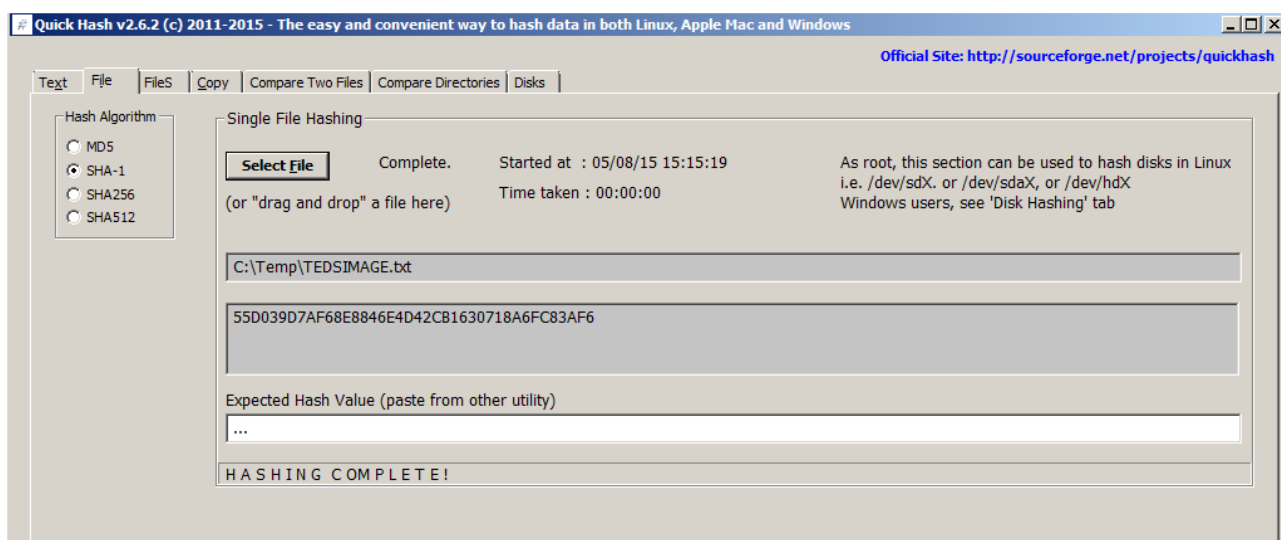 Quick Hash v2.6.2 (c) 2011-2015 - The easy and convenient way to hash data in both Linux, Apple Mac and Windows
Official Site: http://sourceforge.net/projects/quickhash
Text File FileS Copy Compare Two Files Compare Directories Disks
Hash Algorithm
MD5
SHA-1
SHA256
SHA512
Single File Hashing
Select File Complete. Started at : 05/08/15 15:15:19
(or "drag and drop" a file here) Time taken : 00:00:00
As root, this section can be used to hash disks in Linux
i.e. /dev/sdX. or /dev/sdaX, or /dev/hdX
Windows users, see 'Disk Hashing' tab
C:\Temp\TEDSIMAGE.txt
55D039D7AF68E8846E4D42CB1630718A6FC83AF6
Expected Hash Value (paste from other utility)
...
HASHING COMPLETE!